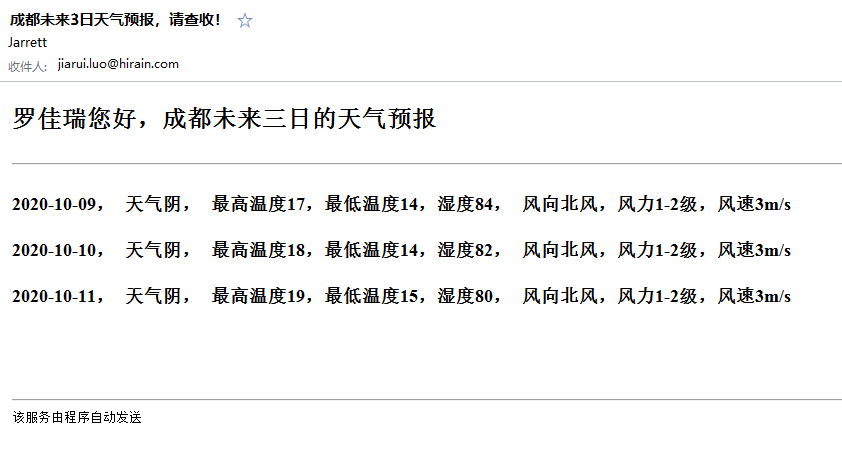 成都未来3日天气预报，请查收！
Jarrett
收件人: jiarui.luo@hirain.com
罗佳瑞您好，成都未来三日的天气预报
2020-10-09， 天气阴， 最高温度17，最低温度14，湿度84， 风向北风，风力1-2级，风速3m/s
2020-10-10， 天气阴， 最高温度18，最低温度14，湿度82， 风向北风，风力1-2级，风速3m/s
2020-10-11， 天气阴， 最高温度19，最低温度15，湿度80， 风向北风，风力1-2级，风速3m/s
该服务由程序自动发送